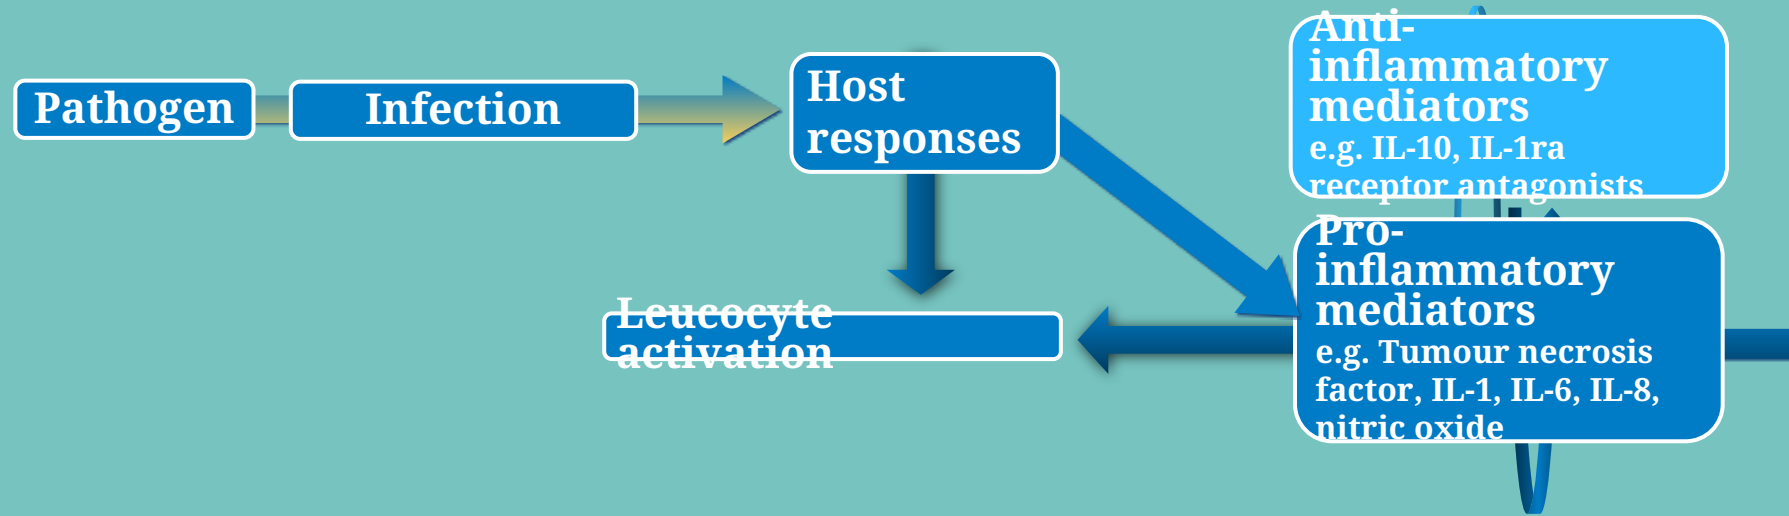 Pathogen
Infection
Host
responses
Anti-
inflammatory
mediators
e.g. IL-10, IL-1ra
receptor antagonists
Pro-
inflammatory
mediators
e.g. Tumour necrosis
factor, IL-1, IL-6, IL-8,
nitric oxide
Leucocyte
activation